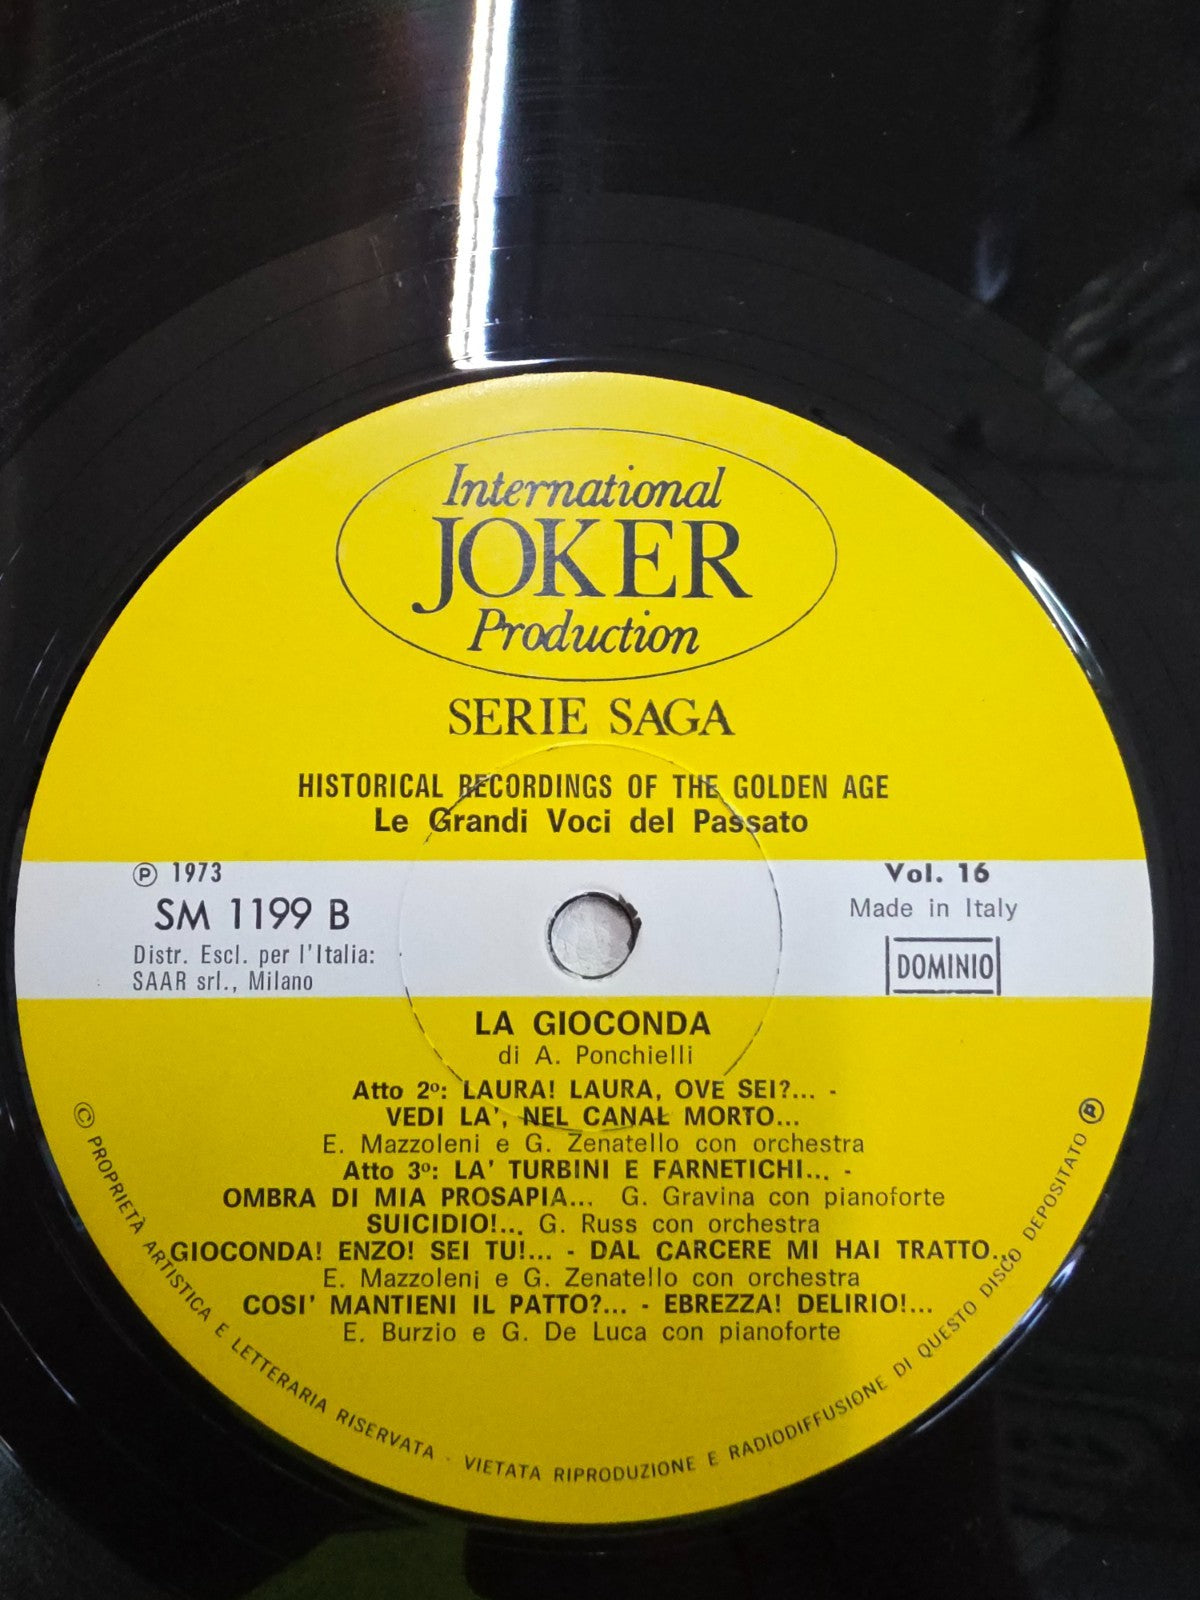 International
JOKER
Production
SERIE SAGA
HISTORICAL RECORDINGS OF THE GOLDEN AGE
Le Grandi Voci del Passato
Ⓟ 1973
SM 1199 B
Distr. Escl. per l'Italia:
SAAR srl., Milano
Vol. 16
Made in Italy
DOMINIO
LA GIOCONDA
di A. Ponchielli
Atto 2º: LAURA! LAURA, OVE SEI?... -
VEDI LA', NEL CANAL MORTO...
E. Mazzoleni e G. Zenatello con orchestra
Atto 3º: LA' TURBINI E FARNETICHI... -
OMBRA DI MIA PROSAPIA... G. Gravina con pianoforte
SUICIDIO!... G. Russ con orchestra
GIOCONDA! ENZO! SEI TU!... - DAL CARCERE MI HAI TRATTO...
E. Mazzoleni e G. Zenatello con orchestra
COSI' MANTIENI IL PATTO?... - EBREZZA! DELIRIO!...
E. Burzio e G. De Luca con pianoforte
© PROPRIETÀ ARTISTICA E LETTERARIA RISERVATA - VIETATA RIPRODUZIONE E RADIODIFFUSIONE DI QUESTO DISCO DEPOSITATO Ⓟ